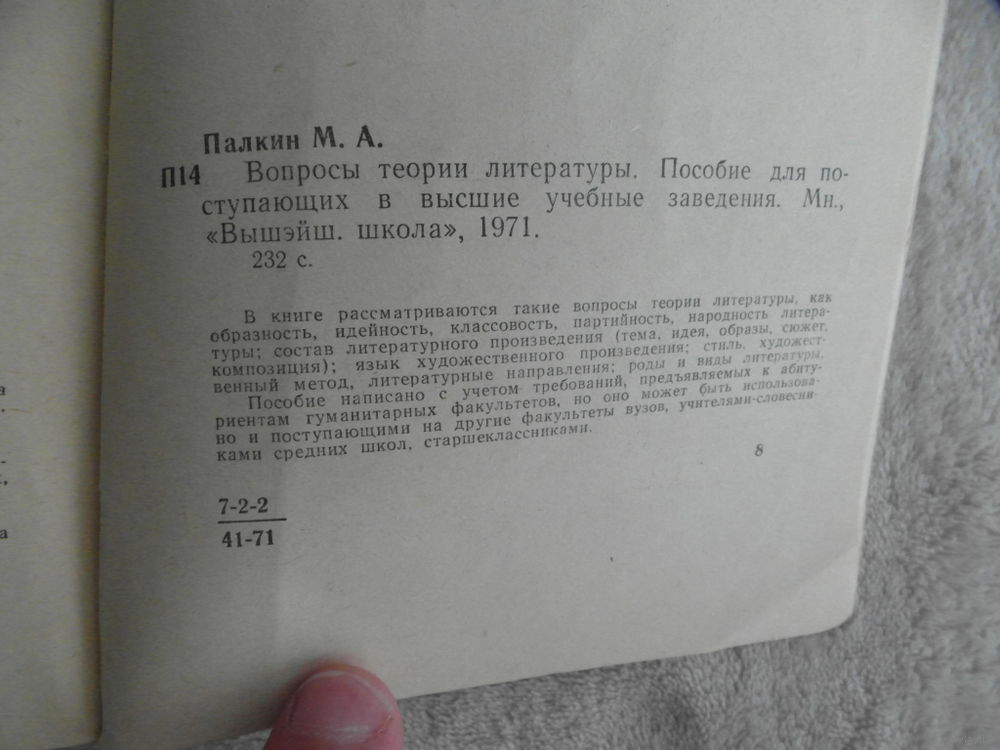 Палкин М. А.
П14 Вопросы теории литературы. Пособие для по-
ступающих в высшие учебные заведения. Мн.,
«Вышэйш. школа», 1971.
232 с.
В книге рассматриваются такие вопросы теории литературы, как
образность, идейность, классовость, партийность, народность литера-
туры; состав литературного произведения (тема, идея, образы, сюжет,
композиция); язык художественного произведения; стиль, художест-
венный метод, литературные направления; роды и виды литературы.
Пособие написано с учетом требований, предъявляемых к абиту-
риентам гуманитарных факультетов, но оно может быть использова-
но и поступающими на другие факультеты вузов, учителями-словесни-
ками средних школ, старшеклассниками.
8
7-2-2
41-71